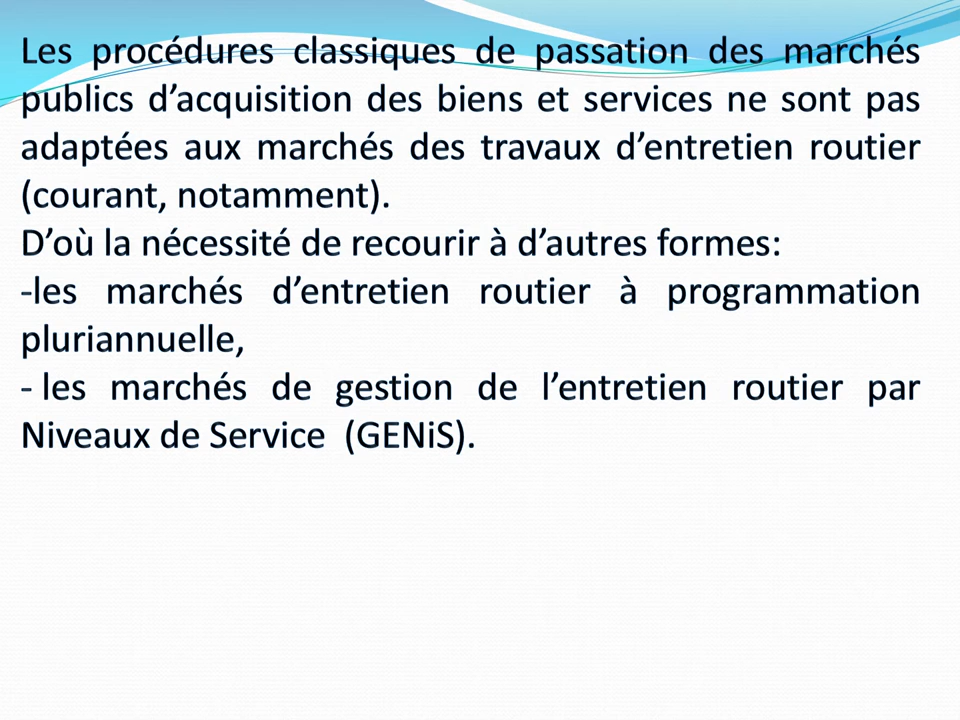 Les procédures classiques de passation des marchés
publics d’acquisition des biens et services ne sont pas
adaptées aux marchés des travaux d’entretien routier
(courant, notamment).
D’où la nécessité de recourir à d’autres formes:
-les marchés d’entretien routier à programmation
pluriannuelle,
- les marchés de gestion de l’entretien routier par
Niveaux de Service  (GENiS).